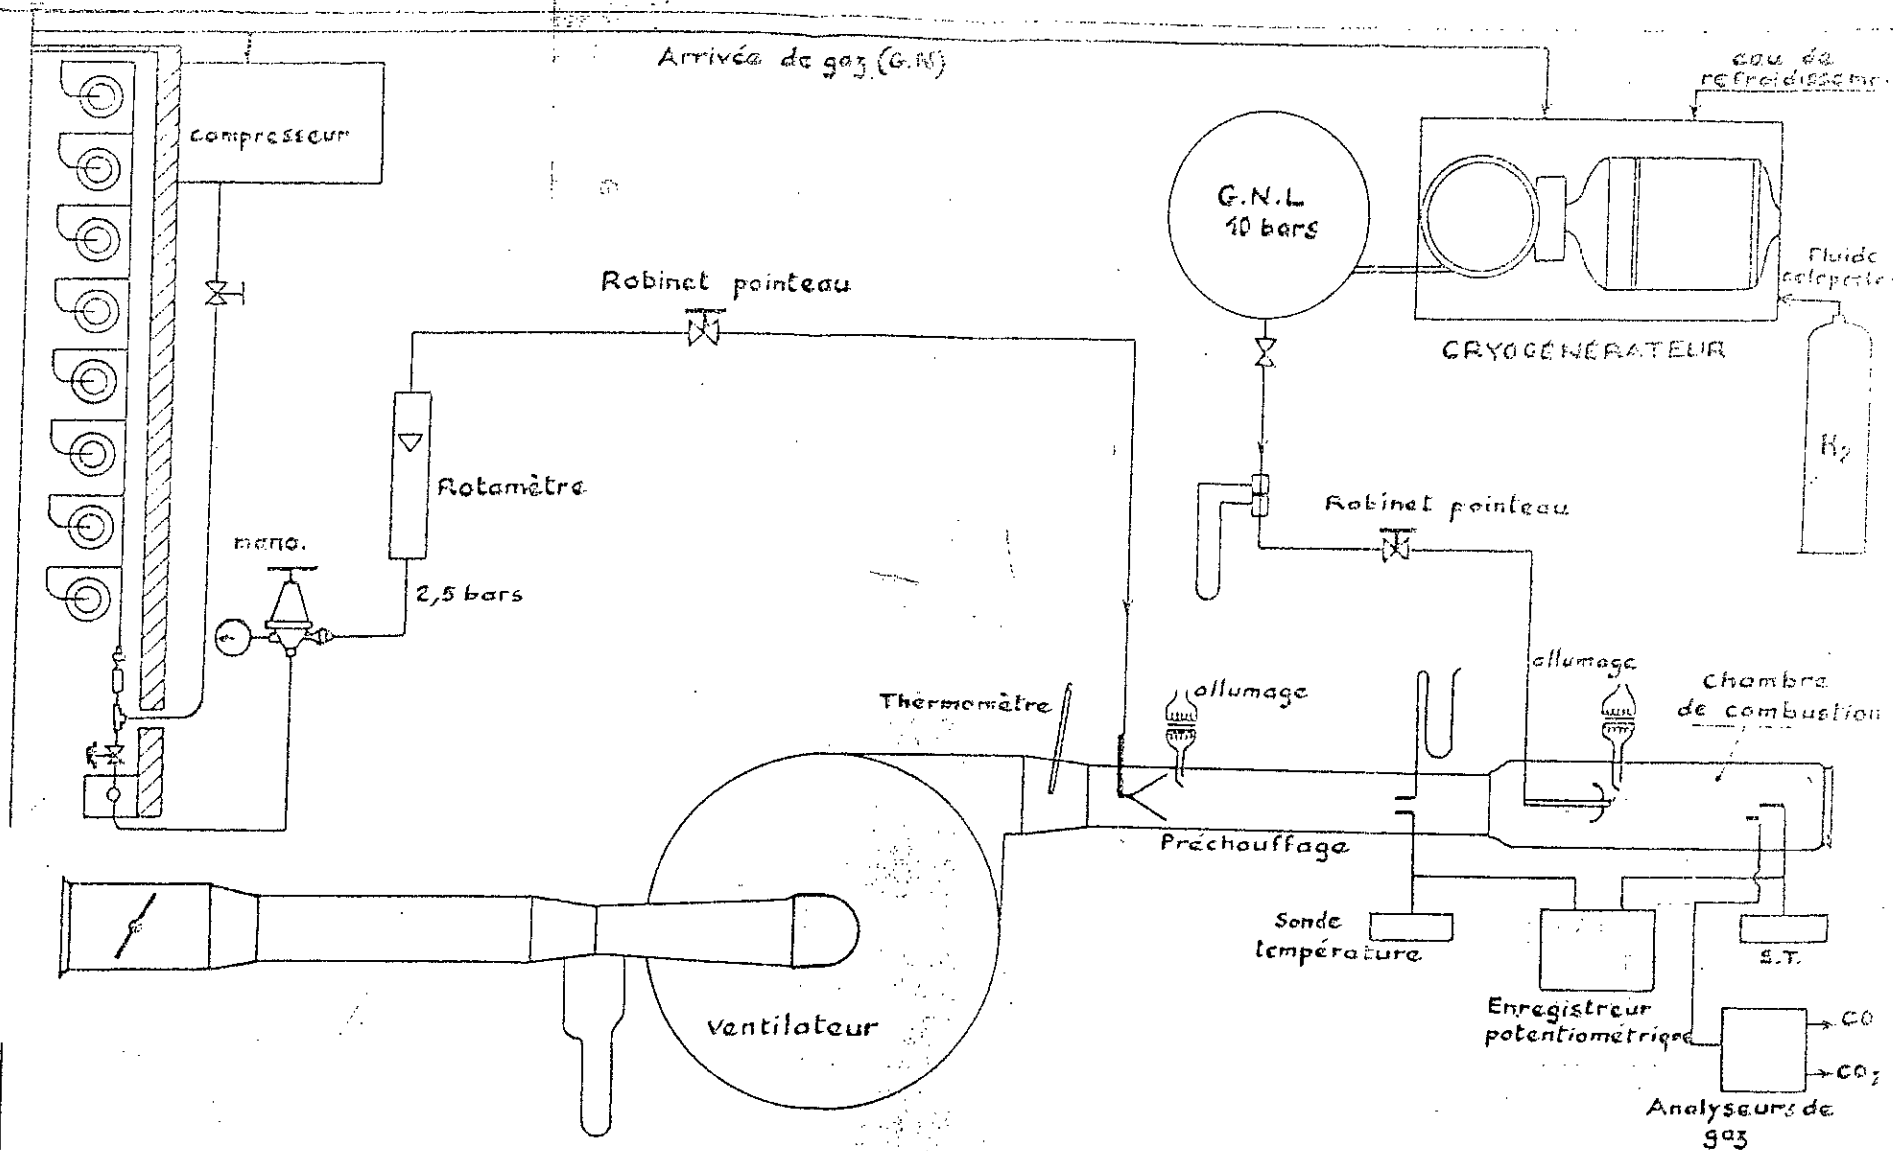 Arrivée de gaz (G.N)
eau de
refroidisseme
compresseur
G.N.L
10 bars
Robinet pointeau
Fluide
CRYOGÉNÉRATEUR
H2
Rotamètre
Robinet pointeau
mano.
2,5 bars
allumage
Thermomètre
allumage
Chambre
de combustion
Préchauffage
Sonde
température
S.T.
Enregistreur
potentiométrique
Ventilateur
CO
CO2
Analyseurs de
gaz